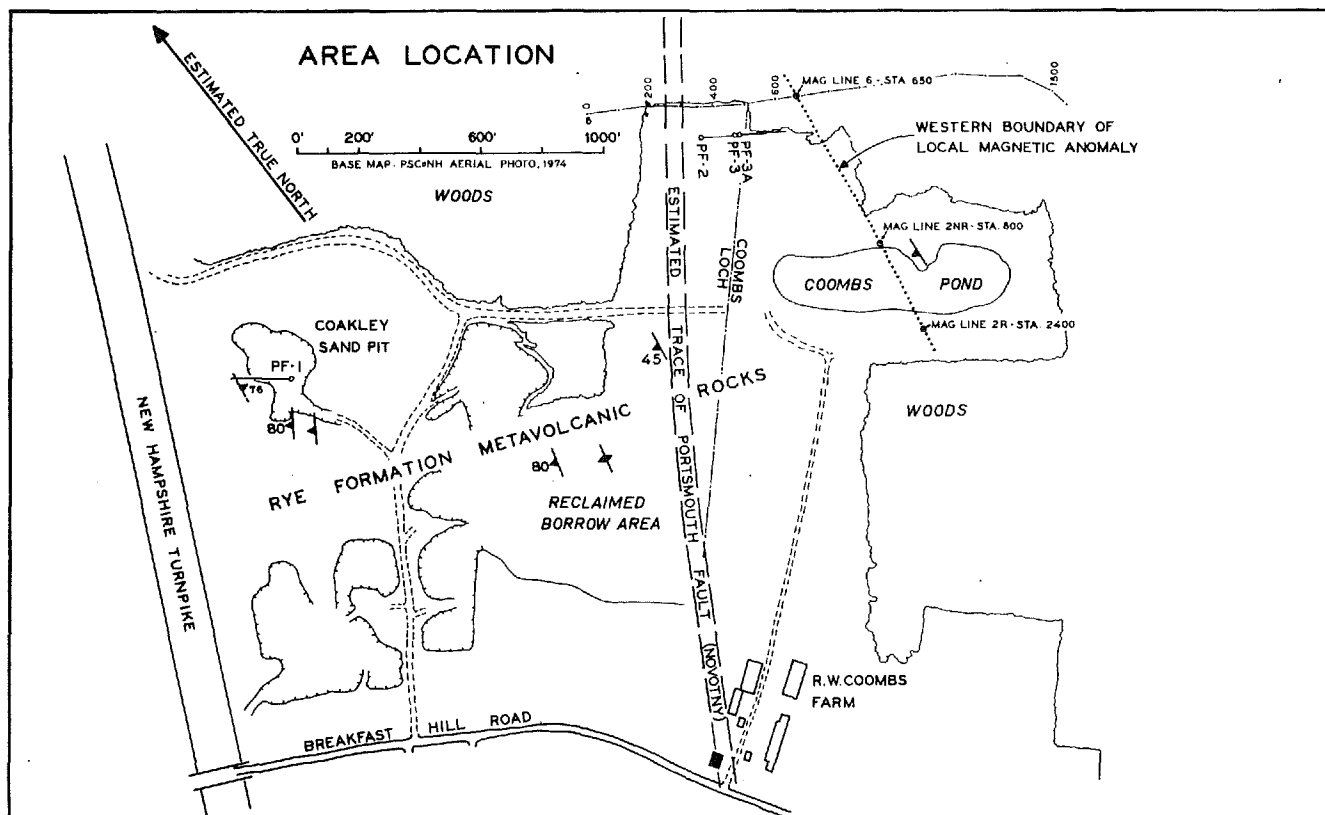 AREA LOCATION
ESTIMATED TRUE NORTH
0' 200' 600' 1000'
BASE MAP - PSC<small>o</small>NH AERIAL PHOTO, 1974
200
400
600
1500
MAG LINE 6 - STA 650
WESTERN BOUNDARY OF
LOCAL MAGNETIC ANOMALY
PF-2
PF-3
PF-3A
WOODS
MAG LINE 2NR - STA. 800
COOMBS POND
COOMBS
LOCH
MAG LINE 2R - STA. 2400
COAKLEY
SAND PIT
PF-1
76
80
45
ESTIMATED TRACE OF PORTSMOUTH FAULT (NOVOTNY)
RYE FORMATION METAVOLCANIC ROCKS
80
WOODS
RECLAIMED
BORROW AREA
NEW HAMPSHIRE TURNPIKE
R.W. COOMBS
FARM
BREAKFAST HILL ROAD